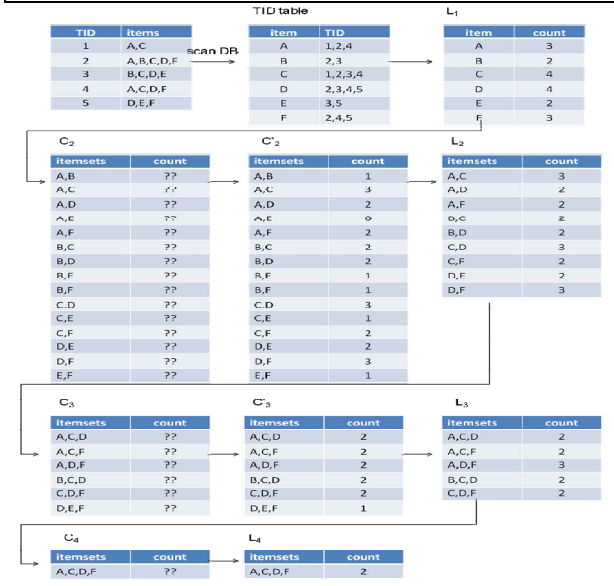 TID table L1
TID items item TID item count
1 A,C A 1,2,4 A 3
scan DB
2 A,B,C,D,F B 2,3 B 2
3 B,C,D,E C 1,2,3,4 C 4
4 A,C,D,F D 2,3,4,5 D 4
5 D,E,F E 3,5 E 2
F 2,4,5 F 3
C2 C`2 L2
itemsets count itemsets count itemsets count
A,B ?? A,B 1 A,C 3
A,C ?? A,C 3 A,D 2
A,D ?? A,D 2 A,F 2
A,E ?? A,E 0 B,C 2
A,F ?? A,F 2 B,D 2
B,C ?? B,C 2 C,D 3
B,D ?? B,D 2 C,F 2
B,E ?? B,E 1 D,E 2
B,F ?? B,F 1 D,F 3
C.D ?? C.D 3
C,E ?? C,E 1
C,F ?? C,F 2
D,E ?? D,E 2
D,F ?? D,F 3
E,F ?? E,F 1
C3 C`3 L3
itemsets count itemsets count itemsets count
A,C,D ?? A,C,D 2 A,C,D 2
A,C,F ?? A,C,F 2 A,C,F 2
A,D,F ?? A,D,F 2 A,D,F 3
B,C,D ?? B,C,D 2 B,C,D 2
C,D,F ?? C,D,F 2 C,D,F 2
D,E,F ?? D,E,F 1
C4 L4
itemsets count itemsets count
A,C,D,F ?? A,C,D,F 2